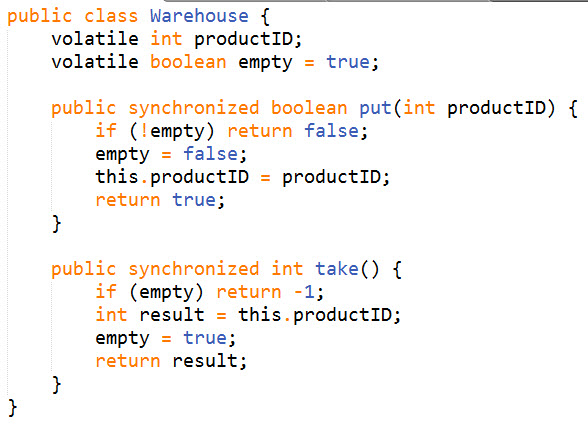 public class Warehouse {
    volatile int productID;
    volatile boolean empty = true;

    public synchronized boolean put(int productID) {
        if (!empty) return false;
        empty = false;
        this.productID = productID;
        return true;
    }

    public synchronized int take() {
        if (empty) return -1;
        int result = this.productID;
        empty = true;
        return result;
    }
}